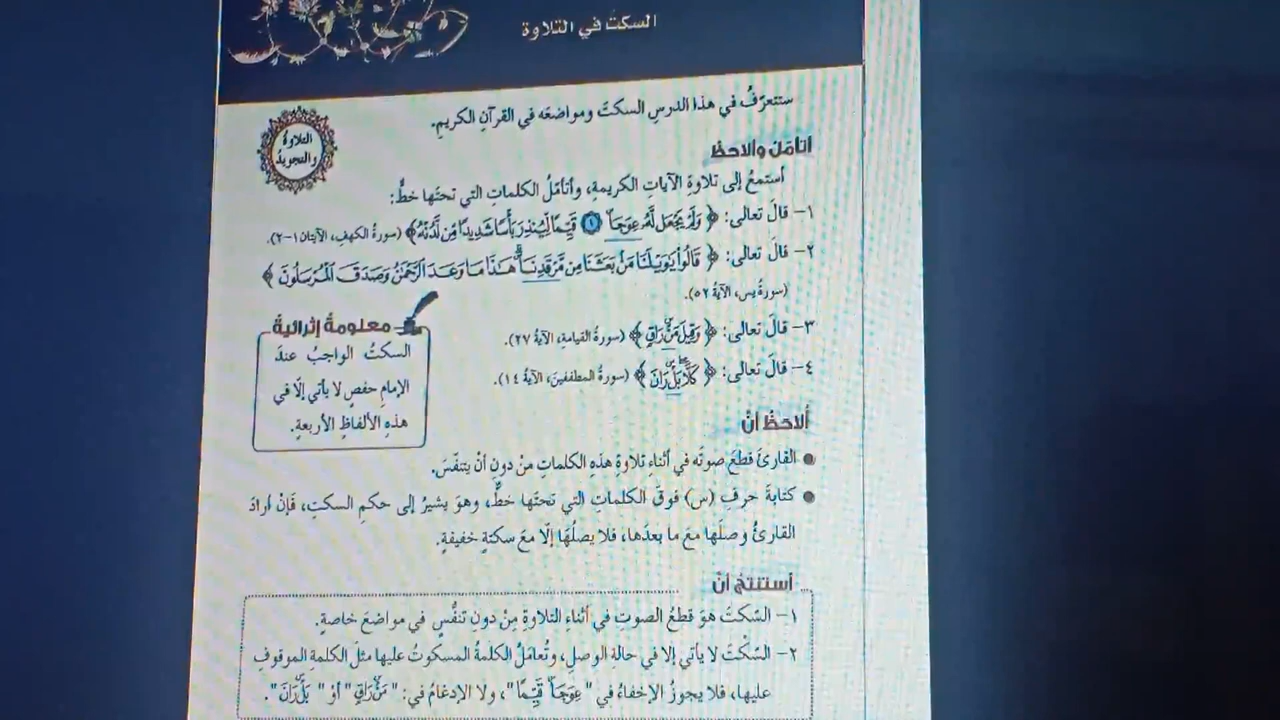 السكتُ في التلاوة
ستتعرّفُ في هذا الدرسِ السكتَ ومواضعَه في القرآنِ الكريمِ.
التلاوةُ
والتجويدُ
أتأمّلُ وألاحظُ
أستمعُ إلى تلاوةِ الآياتِ الكريمةِ، وأتأمّلُ الكلماتِ التي تحتَها خطٌّ:
١- قالَ تعالى: ﴿ وَلَمْ يَجْعَل لَّهُۥ عِوَجَاۜ ١ قَيِّمًا لِّيُنذِرَ بَأْسًا شَدِيدًا مِّن لَّدُنْهُ ﴾ (سورةُ الكهفِ، الآيتان ١-٢).
٢- قالَ تعالى: ﴿ قَالُوا۟ يَٰوَيْلَنَا مَنۢ بَعَثَنَا مِن مَّرْقَدِنَاۜ هَٰذَا مَا وَعَدَ ٱلرَّحْمَٰنُ وَصَدَقَ ٱلْمُرْسَلُونَ ﴾
(سورةُ يس، الآيةُ ٥٢).
٣- قالَ تعالى: ﴿ وَقِيلَ مَنْۜ رَاقٍ ﴾ (سورةُ القيامةِ، الآيةُ ٢٧).
٤- قالَ تعالى: ﴿ كَلَّا بَلْۜ رَانَ ﴾ (سورةُ المطففينَ، الآيةُ ١٤).
معلومةٌ إثرائيةٌ
السكتُ الواجبُ عندَ
الإمامِ حفصٍ لا يأتي إلّا في
هذهِ الألفاظِ الأربعةِ.
أُلاحظُ أنّ
● القارئَ قطعَ صوتَه في أثناءِ تلاوةِ هذهِ الكلماتِ منْ دونِ أنْ يتنفّسَ.
● كتابةَ حرفِ (س) فوقَ الكلماتِ التي تحتَها خطٌّ، وهوَ يشيرُ إلى حكمِ السكتِ، فإنْ أرادَ
القارئُ وصلَها معَ ما بعدَها، فلا يصلُهَا إلّا معَ سكتةٍ خفيفةٍ.
أستنتجُ أنّ
١- السّكتَ هوَ قطعُ الصوتِ في أثناءِ التلاوةِ مِنْ دونِ تنفُّسٍ في مواضعَ خاصةٍ.
٢- السّكْتَ لا يأتي إلا في حالةِ الوصلِ، وتُعامَلُ الكلمةُ المسكوتُ عليها مثلَ الكلمةِ الموقوفِ
عليها، فلا يجوزُ الإخفاءُ في "عِوَجَاۜ قَيِّمًا"، ولا الإدغامُ في: "مَنْۜ رَاقٍ" أوْ "بَلْۜ رَانَ".